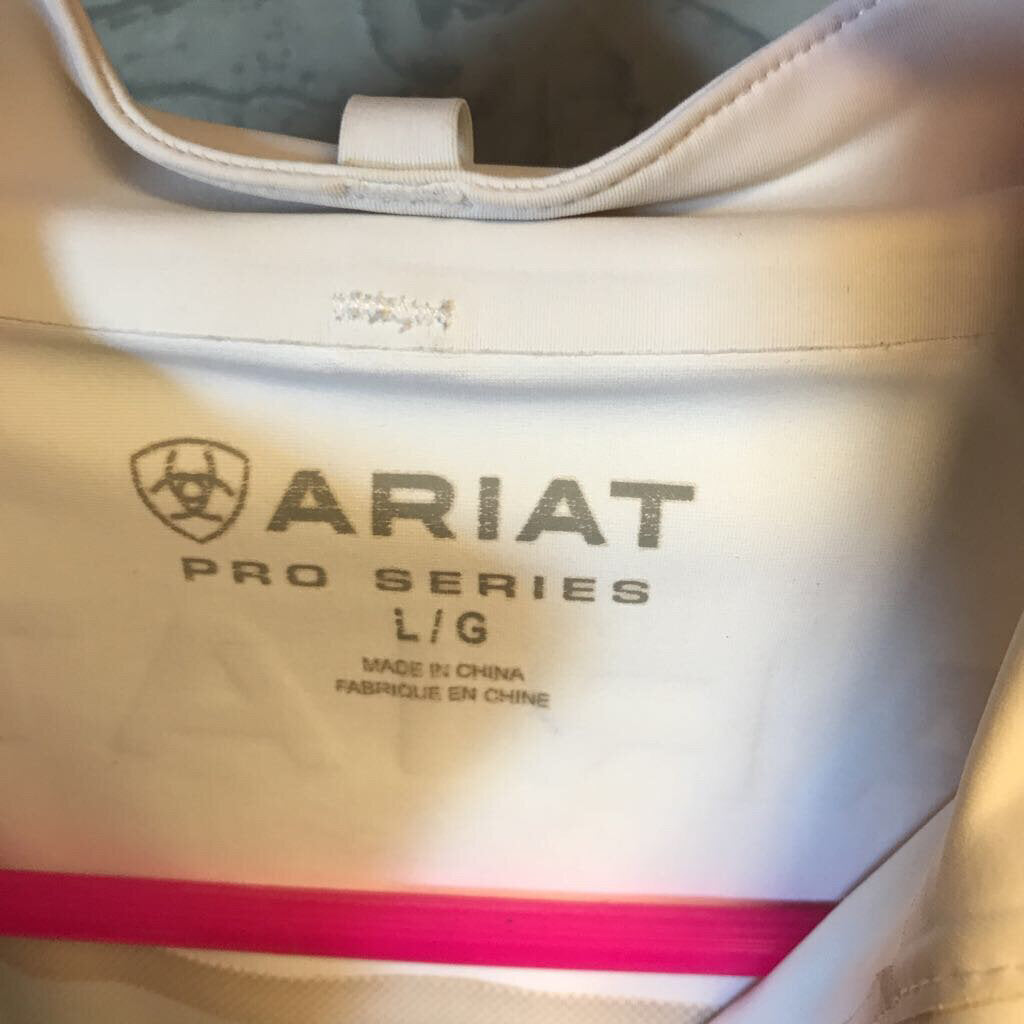 ARIAT
PRO SERIES
L/G
MADE IN CHINA
FABRIQUE EN CHINE